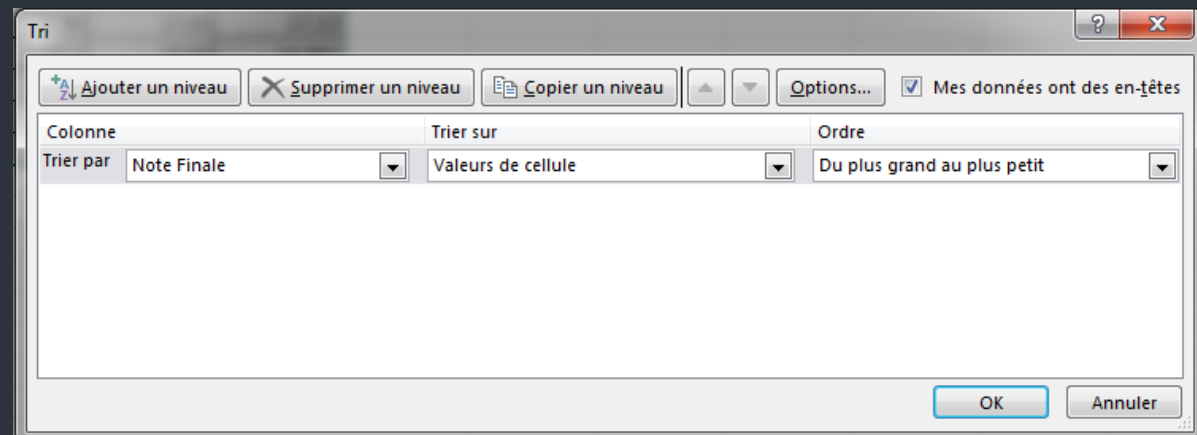 Tri
Ajouter un niveau Supprimer un niveau Copier un niveau Options... Mes données ont des en-têtes
Colonne Trier sur Ordre
Trier par Note Finale Valeurs de cellule Du plus grand au plus petit
OK Annuler